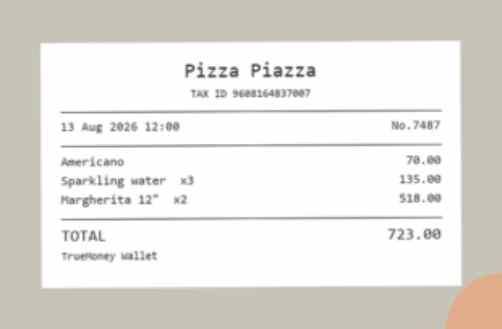 Pizza Piazza
TAX ID 9608164837007
13 Aug 2026 12:00 No.7487
Americano 70.00
Sparkling water x3 135.00
Margherita 12" x2 518.00
TOTAL 723.00
TrueMoney Wallet